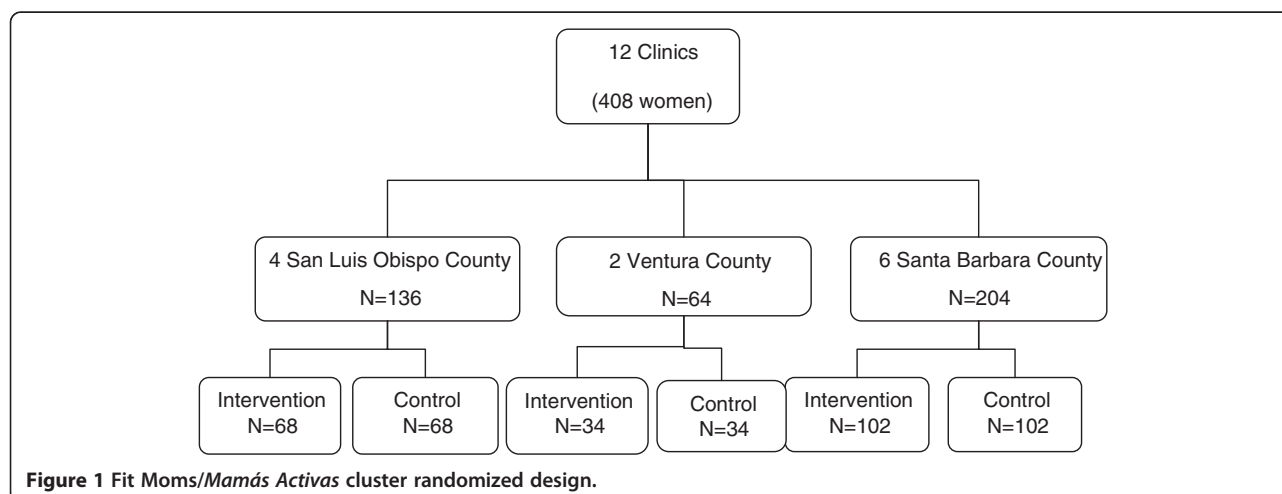 12 Clinics
(408 women)
4 San Luis Obispo County
N=136
2 Ventura County
N=64
6 Santa Barbara County
N=204
Intervention
N=68
Control
N=68
Intervention
N=34
Control
N=34
Intervention
N=102
Control
N=102
Figure 1 Fit Moms/Mamás Activas cluster randomized design.